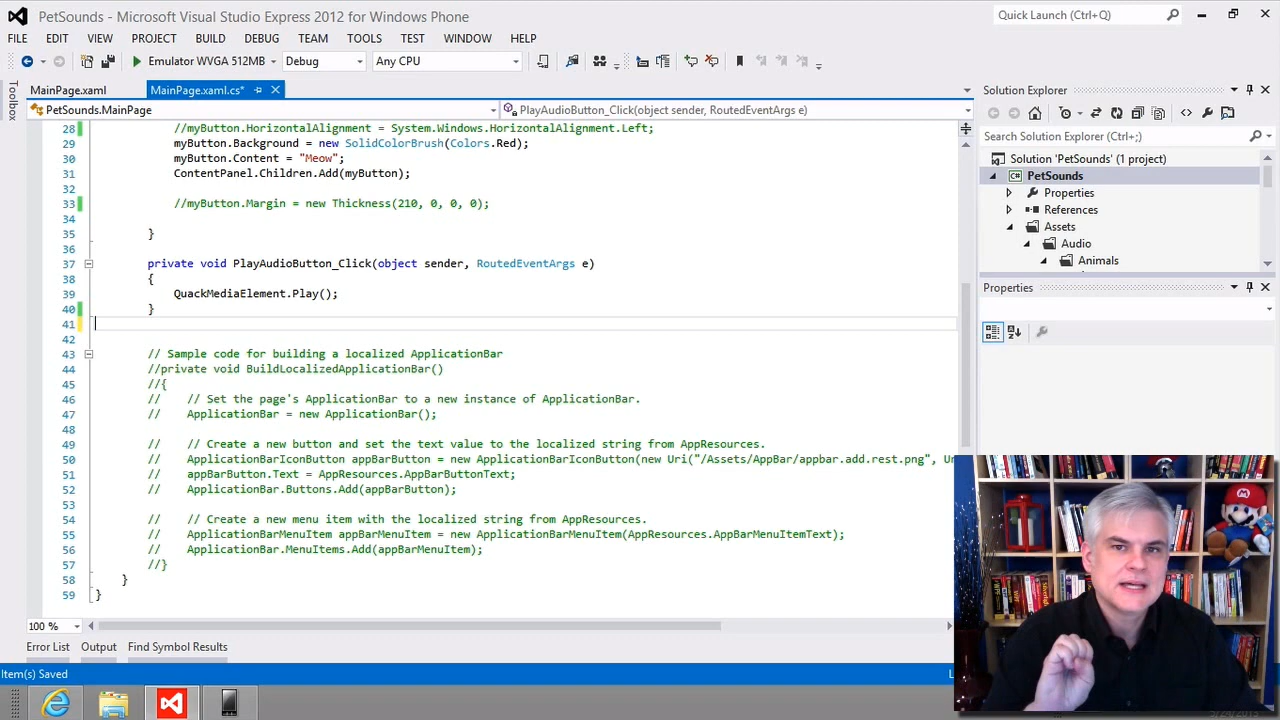 PetSounds - Microsoft Visual Studio Express 2012 for Windows Phone
Quick Launch (Ctrl+Q)
FILE EDIT VIEW PROJECT BUILD DEBUG TEAM TOOLS TEST WINDOW HELP
Emulator WVGA 512MB Debug Any CPU
Toolbox
MainPage.xaml MainPage.xaml.cs*
PetSounds.MainPage PlayAudioButton_Click(object sender, RoutedEventArgs e)
28 //myButton.HorizontalAlignment = System.Windows.HorizontalAlignment.Left;
29 myButton.Background = new SolidColorBrush(Colors.Red);
30 myButton.Content = "Meow";
31 ContentPanel.Children.Add(myButton);
32
33 //myButton.Margin = new Thickness(210, 0, 0, 0);
34
35 }
36
37 private void PlayAudioButton_Click(object sender, RoutedEventArgs e)
38 {
39 QuackMediaElement.Play();
40 }
41
42
43 // Sample code for building a localized ApplicationBar
44 //private void BuildLocalizedApplicationBar()
45 //{
46 // // Set the page's ApplicationBar to a new instance of ApplicationBar.
47 // ApplicationBar = new ApplicationBar();
48
49 // // Create a new button and set the text value to the localized string from AppResources.
50 // ApplicationBarIconButton appBarButton = new ApplicationBarIconButton(new Uri("/Assets/AppBar/appbar.add.rest.png", U
51 // appBarButton.Text = AppResources.AppBarButtonText;
52 // ApplicationBar.Buttons.Add(appBarButton);
53
54 // // Create a new menu item with the localized string from AppResources.
55 // ApplicationBarMenuItem appBarMenuItem = new ApplicationBarMenuItem(AppResources.AppBarMenuItemText);
56 // ApplicationBar.MenuItems.Add(appBarMenuItem);
57 //}
58 }
59 }
100 %
Error List Output Find Symbol Results
Item(s) Saved
Solution Explorer
Search Solution Explorer (Ctrl+;)
Solution 'PetSounds' (1 project)
PetSounds
Properties
References
Assets
Audio
Animals
Properties